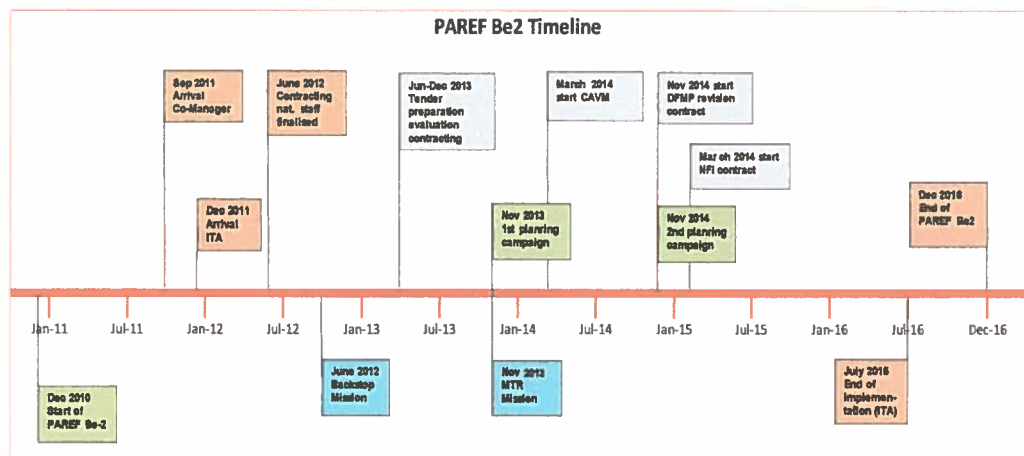 PAREF Be2 Timeline
Sep 2011
Arrival
Co-Manager
June 2012
Contracting
nat. staff
finalised
Jun-Dec 2013
Tender
preparation
evaluation
contracting
March 2014
start CAVM
Nov 2014 start
DFMP revision
contract
March 2014 start
NFI contract
Dec 2011
Arrival
ITA
Nov 2013
1st planting
campaign
Nov 2014
2nd planting
campaign
Dec 2016
End of
PAREF Be2
Jan-11
Jul-11
Jan-12
Jul-12
Jan-13
Jul-13
Jan-14
Jul-14
Jan-15
Jul-15
Jan-16
Jul-16
Dec-16
Dec 2010
Start of
PAREF Be-2
June 2012
Backstop
Mission
Nov 2013
MTR
Mission
July 2016
End of
Implemen-
tation (ITA)